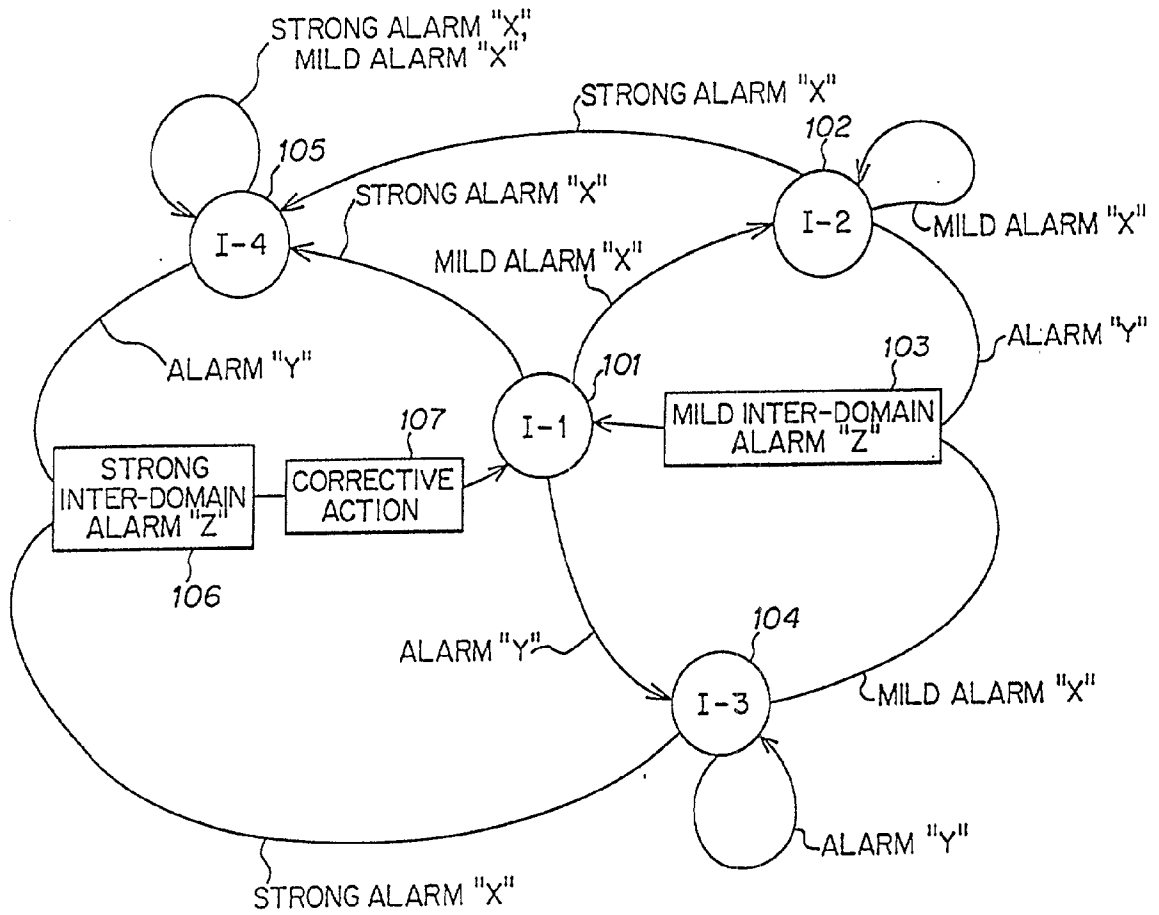 STRONG ALARM "X",
MILD ALARM "X"
STRONG ALARM "X"
102
105
STRONG ALARM "X"
I-4
I-2
MILD ALARM "X"
MILD ALARM "X"
ALARM "Y"
ALARM "Y"
101
103
107
I-1
MILD INTER-DOMAIN
ALARM "Z"
STRONG
INTER-DOMAIN
ALARM "Z"
CORRECTIVE
ACTION
106
104
ALARM "Y"
I-3
MILD ALARM "X"
ALARM "Y"
STRONG ALARM "X"